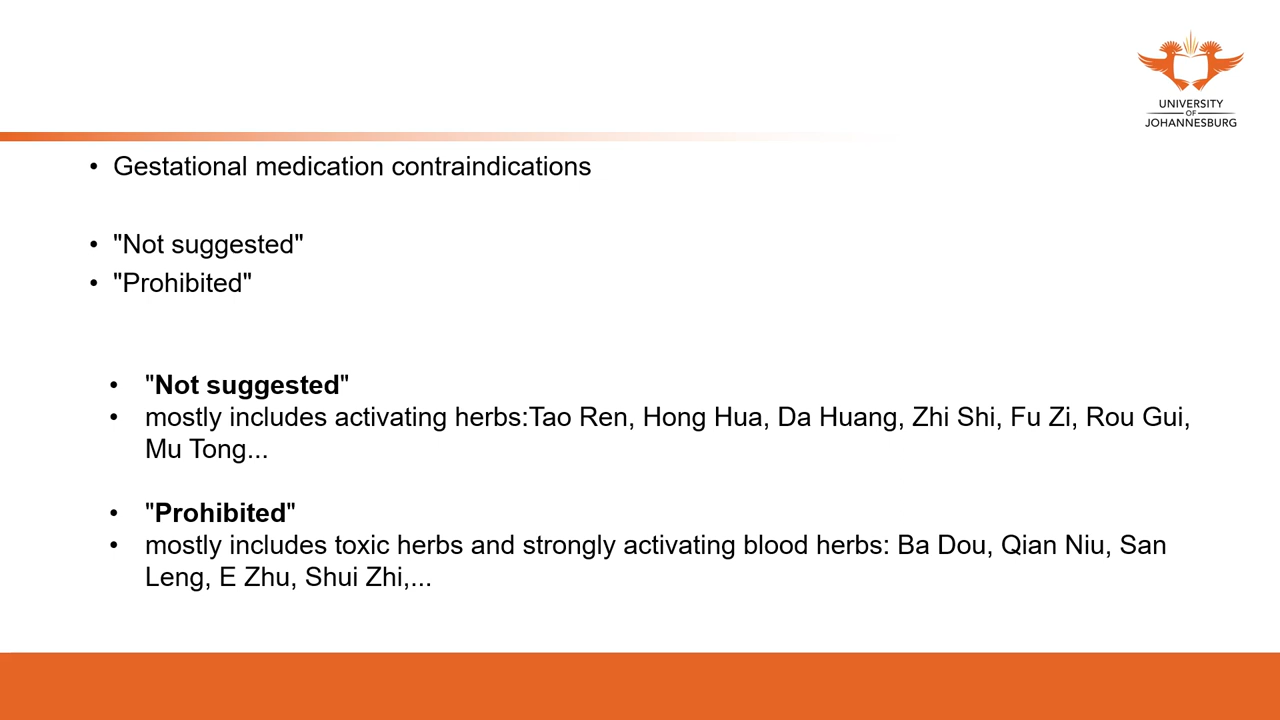 UNIVERSITY
OF
JOHANNESBURG
• Gestational medication contraindications
• "Not suggested"
• "Prohibited"
• "Not suggested"
• mostly includes activating herbs:Tao Ren, Hong Hua, Da Huang, Zhi Shi, Fu Zi, Rou Gui,
Mu Tong...
• "Prohibited"
• mostly includes toxic herbs and strongly activating blood herbs: Ba Dou, Qian Niu, San
Leng, E Zhu, Shui Zhi,...